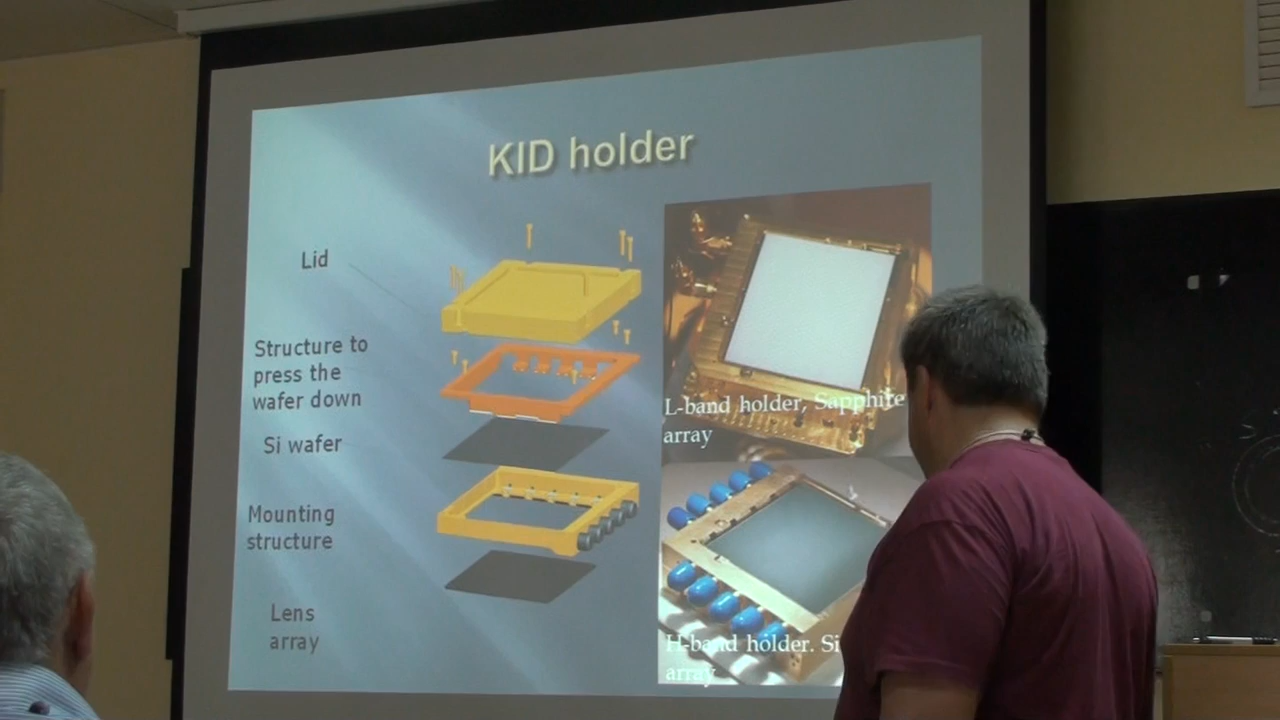 KID holder
Lid
Structure to
press the
wafer down
Si wafer
Mounting
structure
Lens
array
L-band holder, Sapphire
array
H-band holder. Si
array